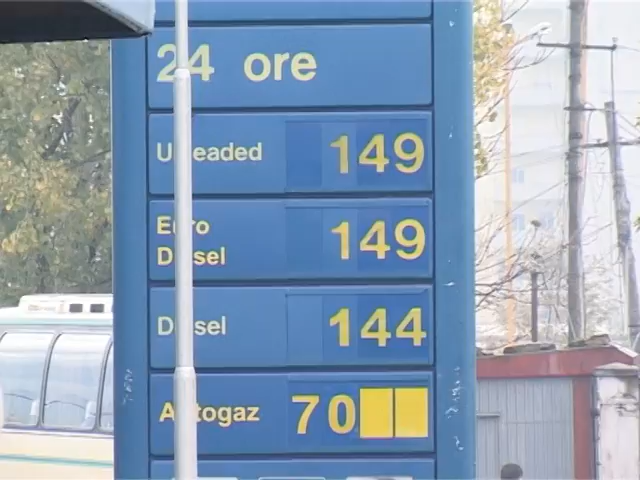 24 ore
Unleaded 149
Euro
Diesel 149
Diesel 144
Autogaz 70